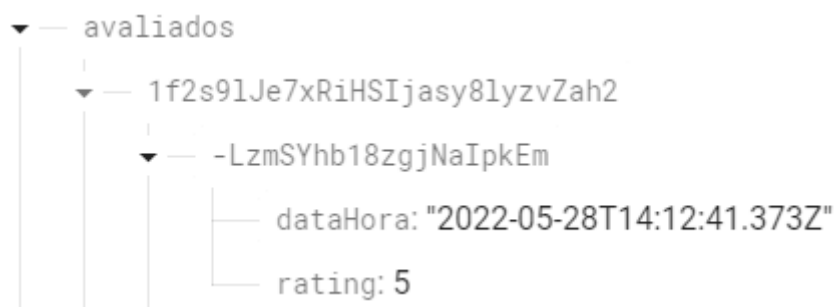 avaliados
1f2s9lJe7xRiHSIjasy8lyzvZah2
-LzmSYhb18zgjNaIpkEm
dataHora: "2022-05-28T14:12:41.373Z"
rating: 5